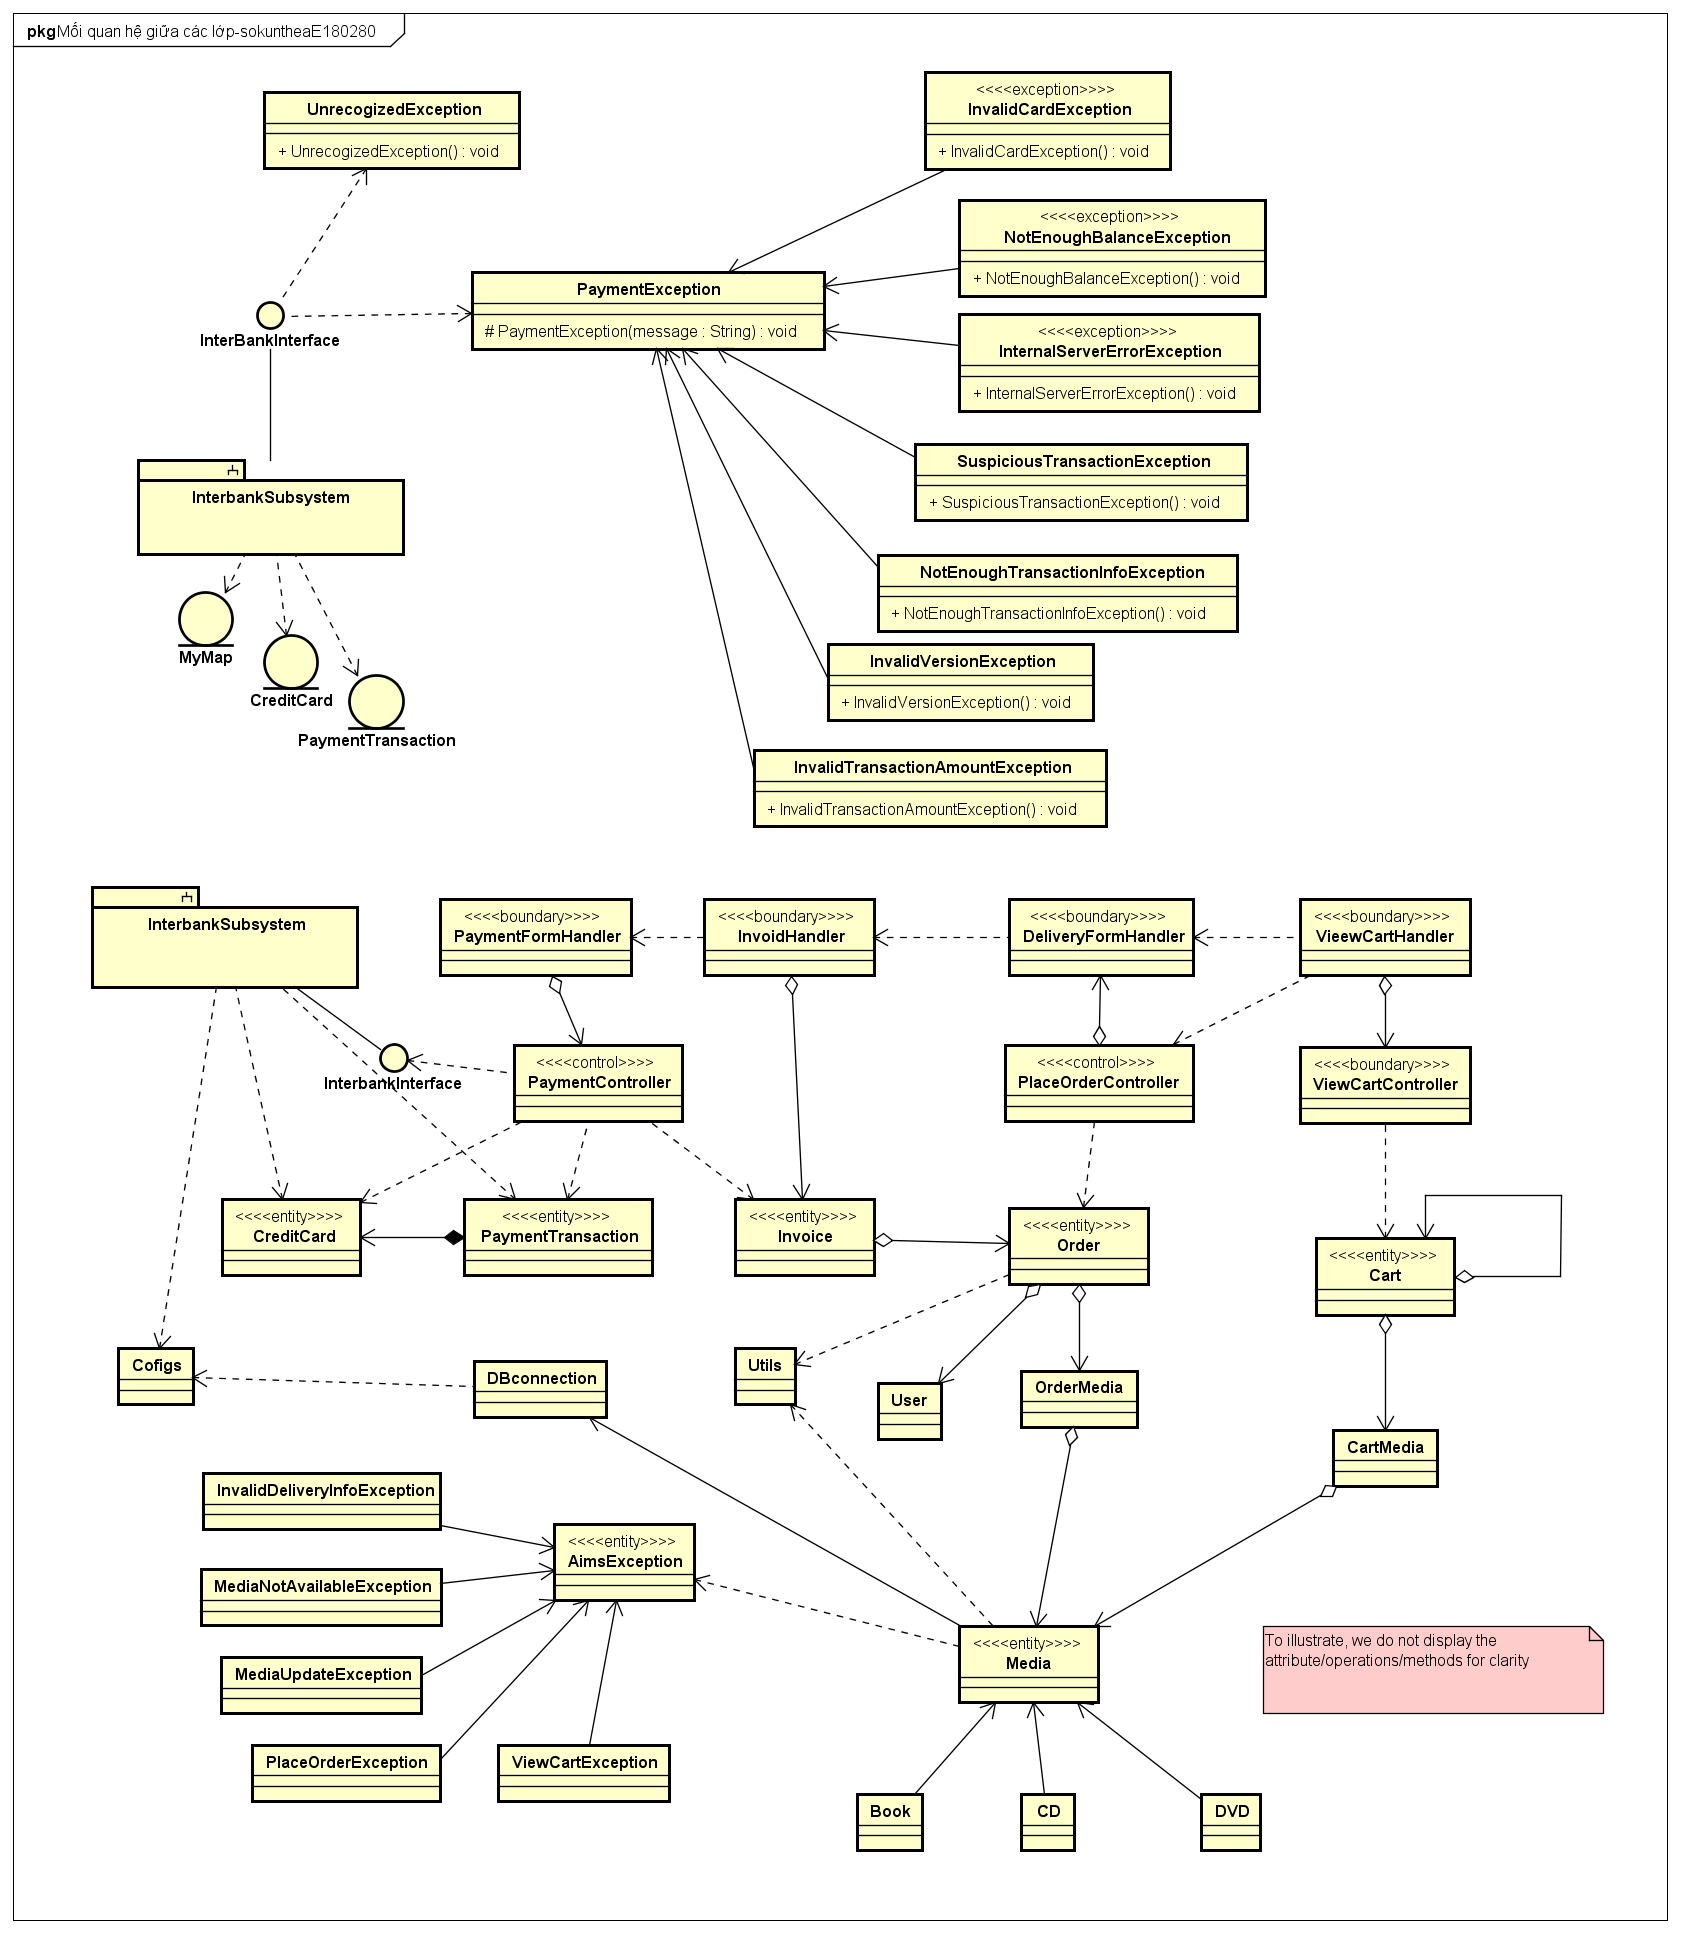 pkgMối quan hệ giữa các lớp-sokuntheaE180280
UnrecogizedException
+ UnrecogizedException() : void
<<<<exception>>>>
InvalidCardException
+ InvalidCardException() : void
<<<<exception>>>>
NotEnoughBalanceException
+ NotEnoughBalanceException() : void
PaymentException
# PaymentException(message : String) : void
InterBankInterface
<<<<exception>>>>
InternalServerErrorException
+ InternalServerErrorException() : void
SuspiciousTransactionException
+ SuspiciousTransactionException() : void
InterbankSubsystem
NotEnoughTransactionInfoException
+ NotEnoughTransactionInfoException() : void
MyMap
CreditCard
PaymentTransaction
InvalidVersionException
+ InvalidVersionException() : void
InvalidTransactionAmountException
+ InvalidTransactionAmountException() : void
InterbankSubsystem
<<<<boundary>>>>
PaymentFormHandler
<<<<boundary>>>>
InvoidHandler
<<<<boundary>>>>
DeliveryFormHandler
<<<<boundary>>>>
VieewCartHandler
InterbankInterface
<<<<control>>>>
PaymentController
<<<<control>>>>
PlaceOrderController
<<<<boundary>>>>
ViewCartController
<<<<entity>>>>
CreditCard
<<<<entity>>>>
PaymentTransaction
<<<<entity>>>>
Invoice
<<<<entity>>>>
Order
<<<<entity>>>>
Cart
Cofigs
DBconnection
Utils
User
OrderMedia
CartMedia
InvalidDeliveryInfoException
<<<<entity>>>>
AimsException
MediaNotAvailableException
MediaUpdateException
PlaceOrderException
ViewCartException
<<<<entity>>>>
Media
To illustrate, we do not display the
attribute/operations/methods for clarity
Book
CD
DVD